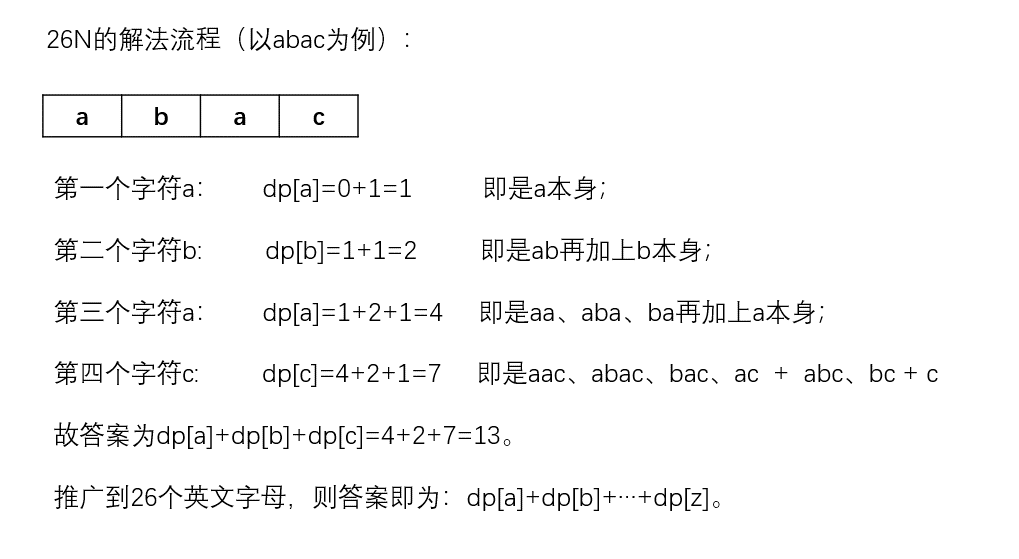 26N的解法流程（以abac为例）:
a b a c
第一个字符a: dp[a]=0+1=1 即是a本身;
第二个字符b: dp[b]=1+1=2 即是ab再加上b本身;
第三个字符a: dp[a]=1+2+1=4 即是aa、aba、ba再加上a本身;
第四个字符c: dp[c]=4+2+1=7 即是aac、abac、bac、ac + abc、bc + c
故答案为dp[a]+dp[b]+dp[c]=4+2+7=13。
推广到26个英文字母，则答案即为：dp[a]+dp[b]+···+dp[z]。